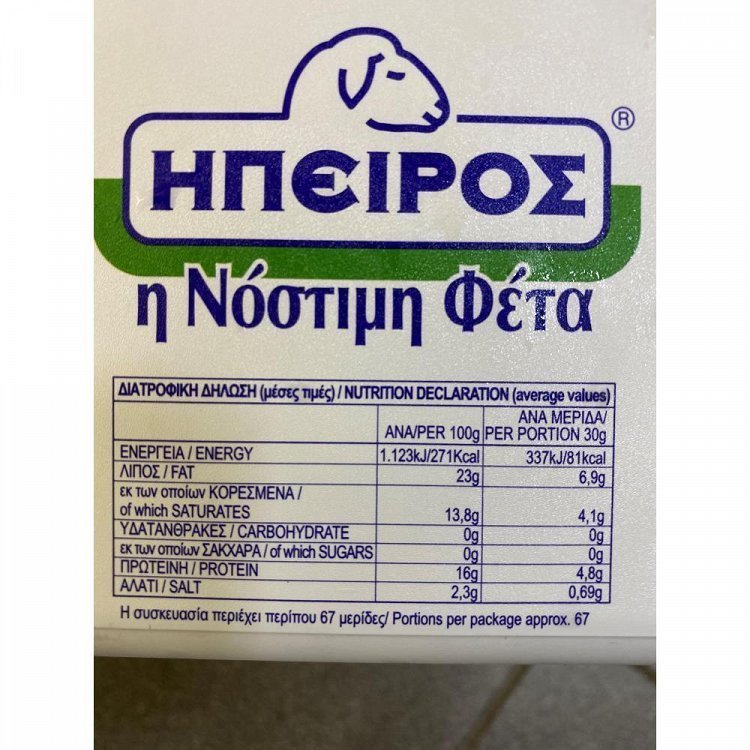 ΗΠΕΙΡΟΣ ®
η Νόστιμη Φέτα
ΔΙΑΤΡΟΦΙΚΗ ΔΗΛΩΣΗ (μέσες τιμές) / NUTRITION DECLARATION (average values)
ΑΝΑ ΜΕΡΙΔΑ/
ΑΝΑ/PER 100g PER PORTION 30g
ΕΝΕΡΓΕΙΑ / ENERGY 1.123kJ/271Kcal 337kJ/81kcal
ΛΙΠΟΣ / FAT 23g 6,9g
εκ των οποίων ΚΟΡΕΣΜΕΝΑ /
of which SATURATES 13,8g 4,1g
ΥΔΑΤΑΝΘΡΑΚΕΣ / CARBOHYDRATE 0g 0g
εκ των οποίων ΣΑΚΧΑΡΑ / of which SUGARS 0g 0g
ΠΡΩΤΕΙΝΗ / PROTEIN 16g 4,8g
ΑΛΑΤΙ / SALT 2,3g 0,69g
Η συσκευασία περιέχει περίπου 67 μερίδες/ Portions per package approx. 67